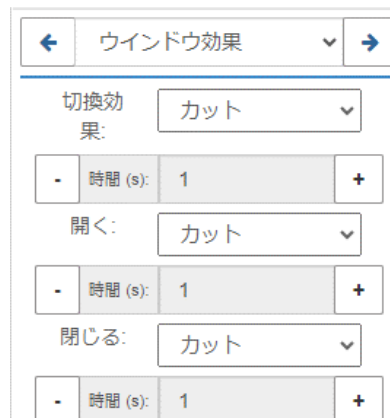 ウインドウ効果
切換効
果:
カット
- 時間 (s): 1 +
開く:
カット
- 時間 (s): 1 +
閉じる:
カット
- 時間 (s): 1 +